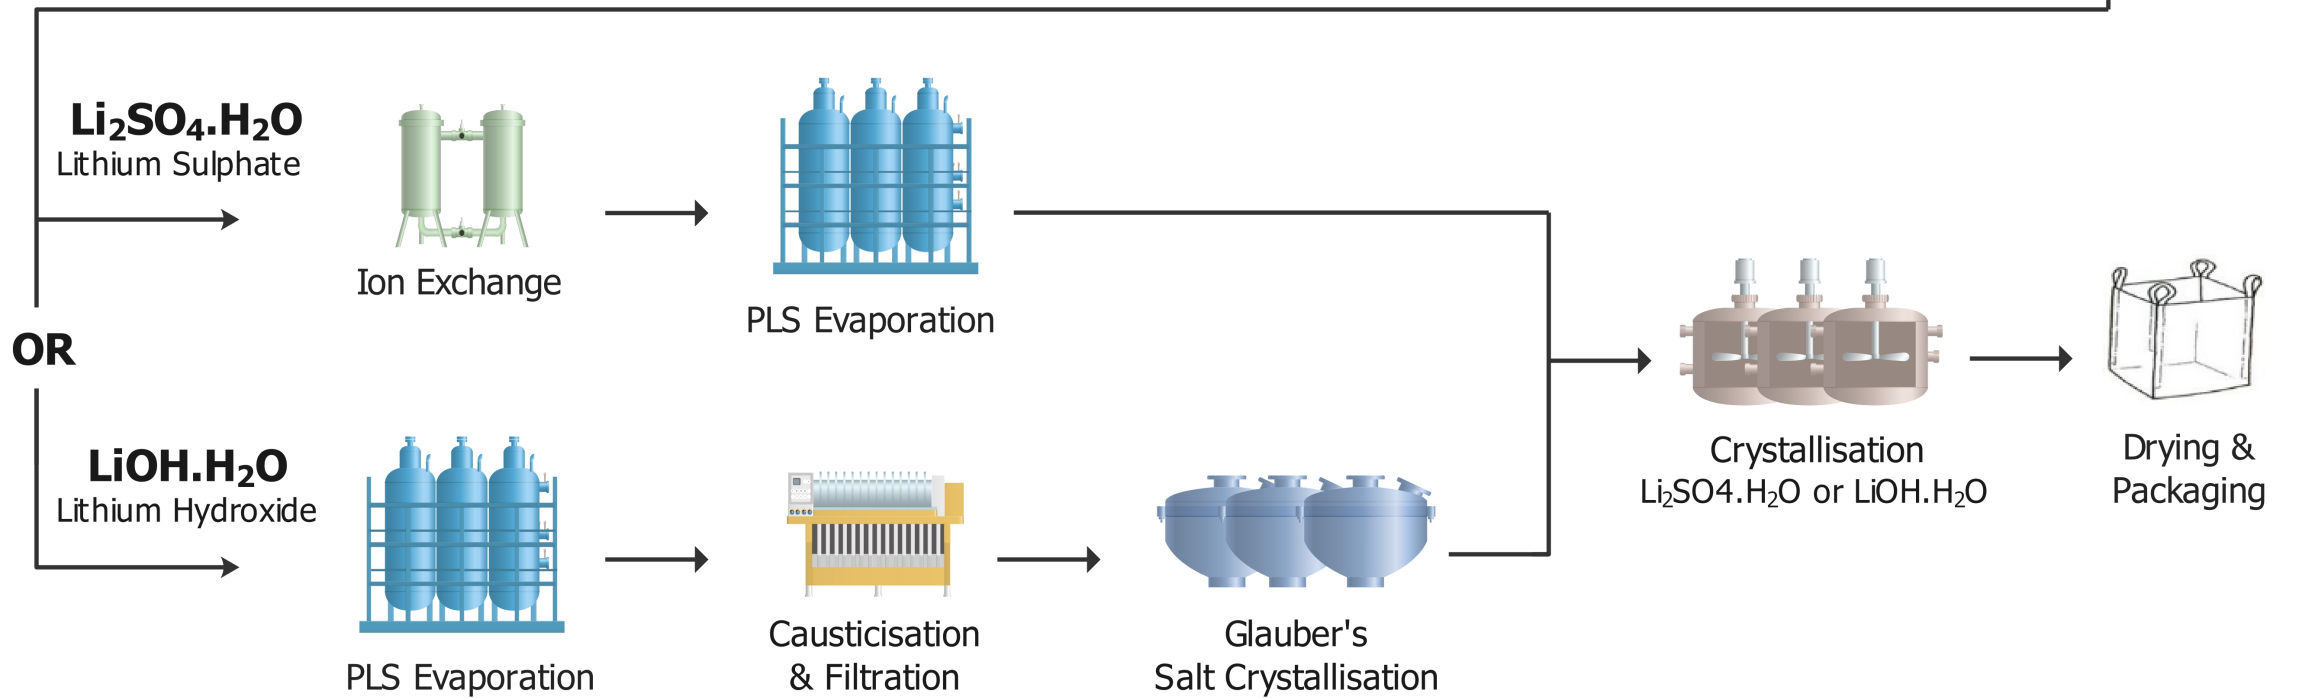 Li₂SO₄.H₂O
Lithium Sulphate
Ion Exchange
PLS Evaporation
OR
LiOH.H₂O
Lithium Hydroxide
PLS Evaporation
Causticisation
& Filtration
Glauber's
Salt Crystallisation
Crystallisation
Li₂SO4.H₂O or LiOH.H₂O
Drying &
Packaging